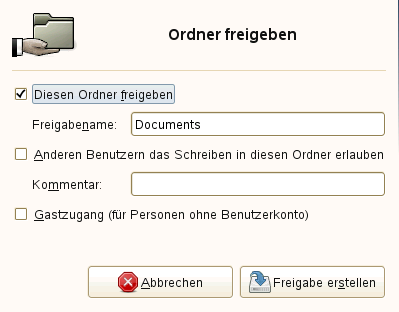 Ordner freigeben
Diesen Ordner freigeben
Freigabename: Documents
Anderen Benutzern das Schreiben in diesen Ordner erlauben
Kommentar:
Gastzugang (für Personen ohne Benutzerkonto)
Abbrechen Freigabe erstellen